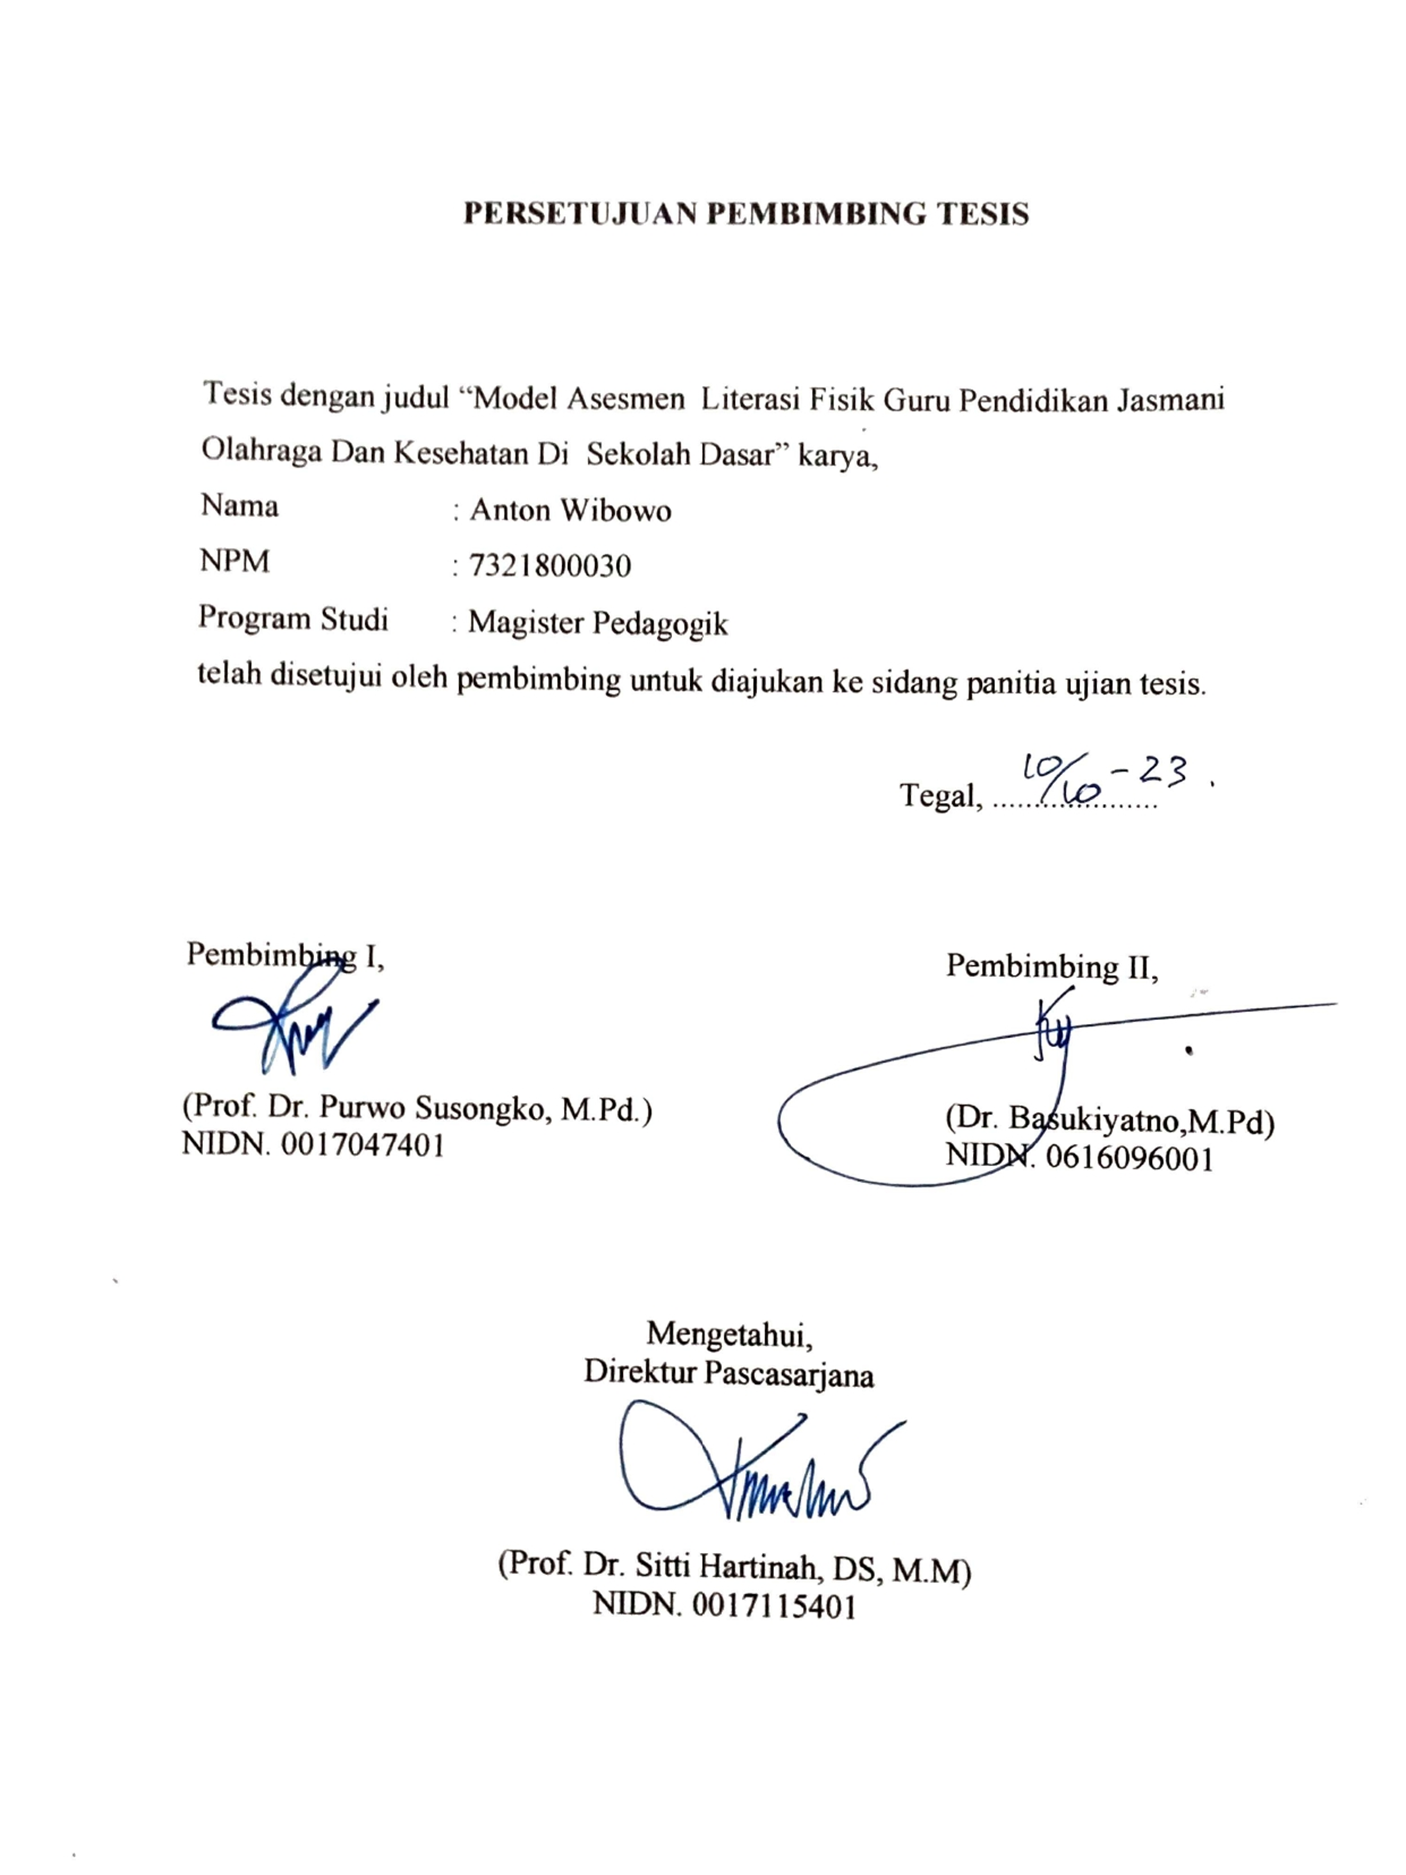 PERSETUJUAN PEMBIMBING TESIS
Tesis dengan judul “Model Asesmen Literasi Fisik Guru Pendidikan Jasmani
Olahraga Dan Kesehatan Di Sekolah Dasar” karya,
Nama : Anton Wibowo
NPM : 7321800030
Program Studi : Magister Pedagogik
telah disetujui oleh pembimbing untuk diajukan ke sidang panitia ujian tesis.
Tegal, 10/10 - 23 .
Pembimbing I,
(Prof. Dr. Purwo Susongko, M.Pd.)
NIDN. 0017047401
Pembimbing II,
(Dr. Basukiyatno,M.Pd)
NIDN. 0616096001
Mengetahui,
Direktur Pascasarjana
(Prof. Dr. Sitti Hartinah, DS, M.M)
NIDN. 0017115401